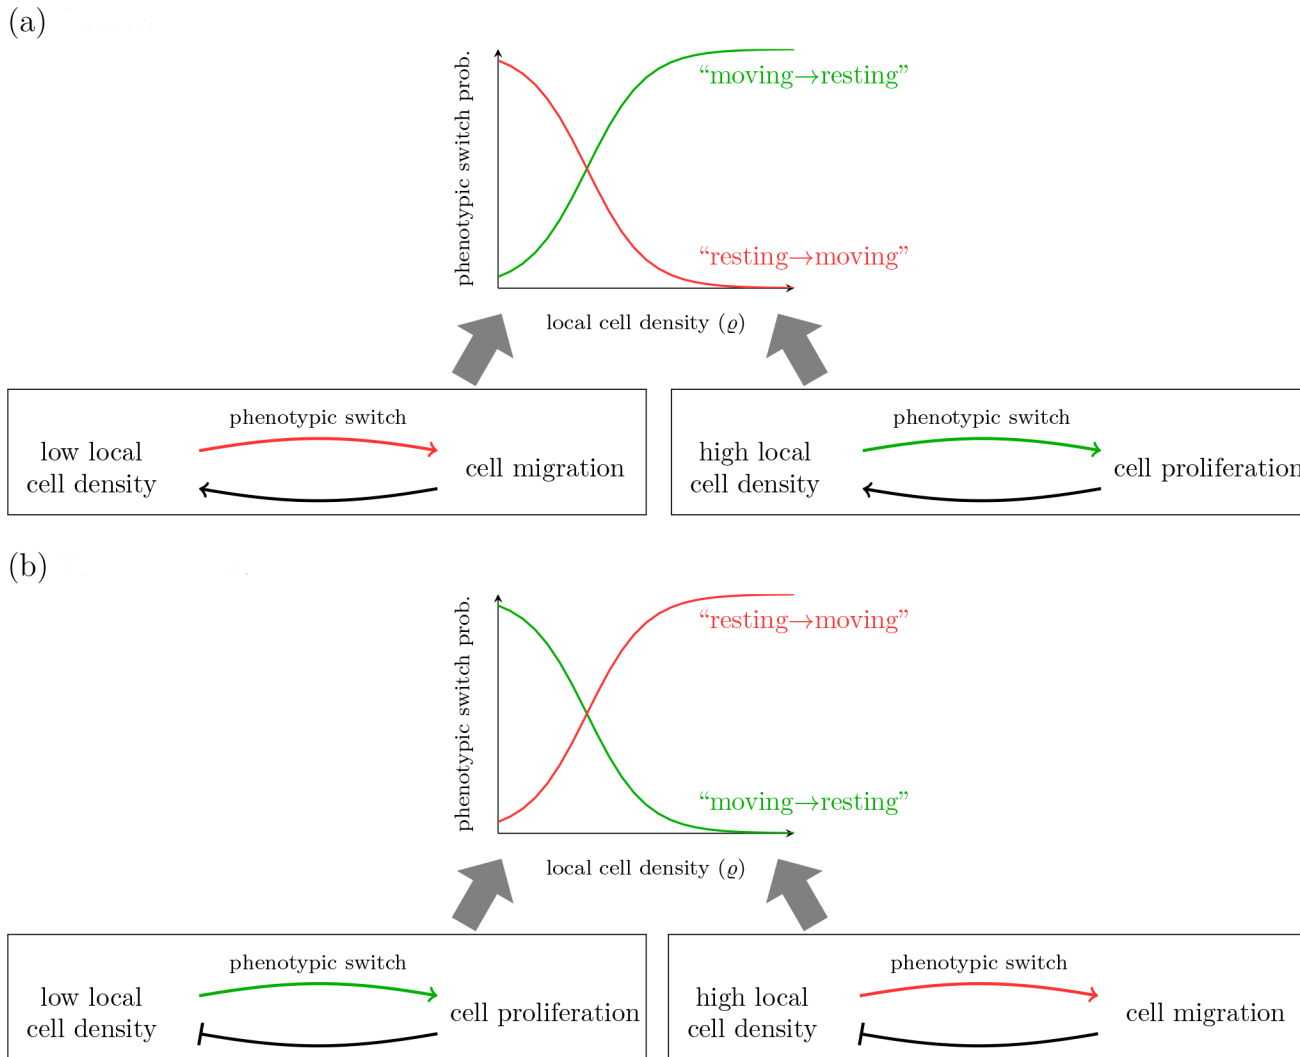 (a)
phenotypic switch prob.
“moving→resting”
“resting→moving”
local cell density (ϱ)
phenotypic switch
low local
cell density
cell migration
phenotypic switch
high local
cell density
cell proliferation
(b)
phenotypic switch prob.
“resting→moving”
“moving→resting”
local cell density (ϱ)
phenotypic switch
low local
cell density
cell proliferation
phenotypic switch
high local
cell density
cell migration